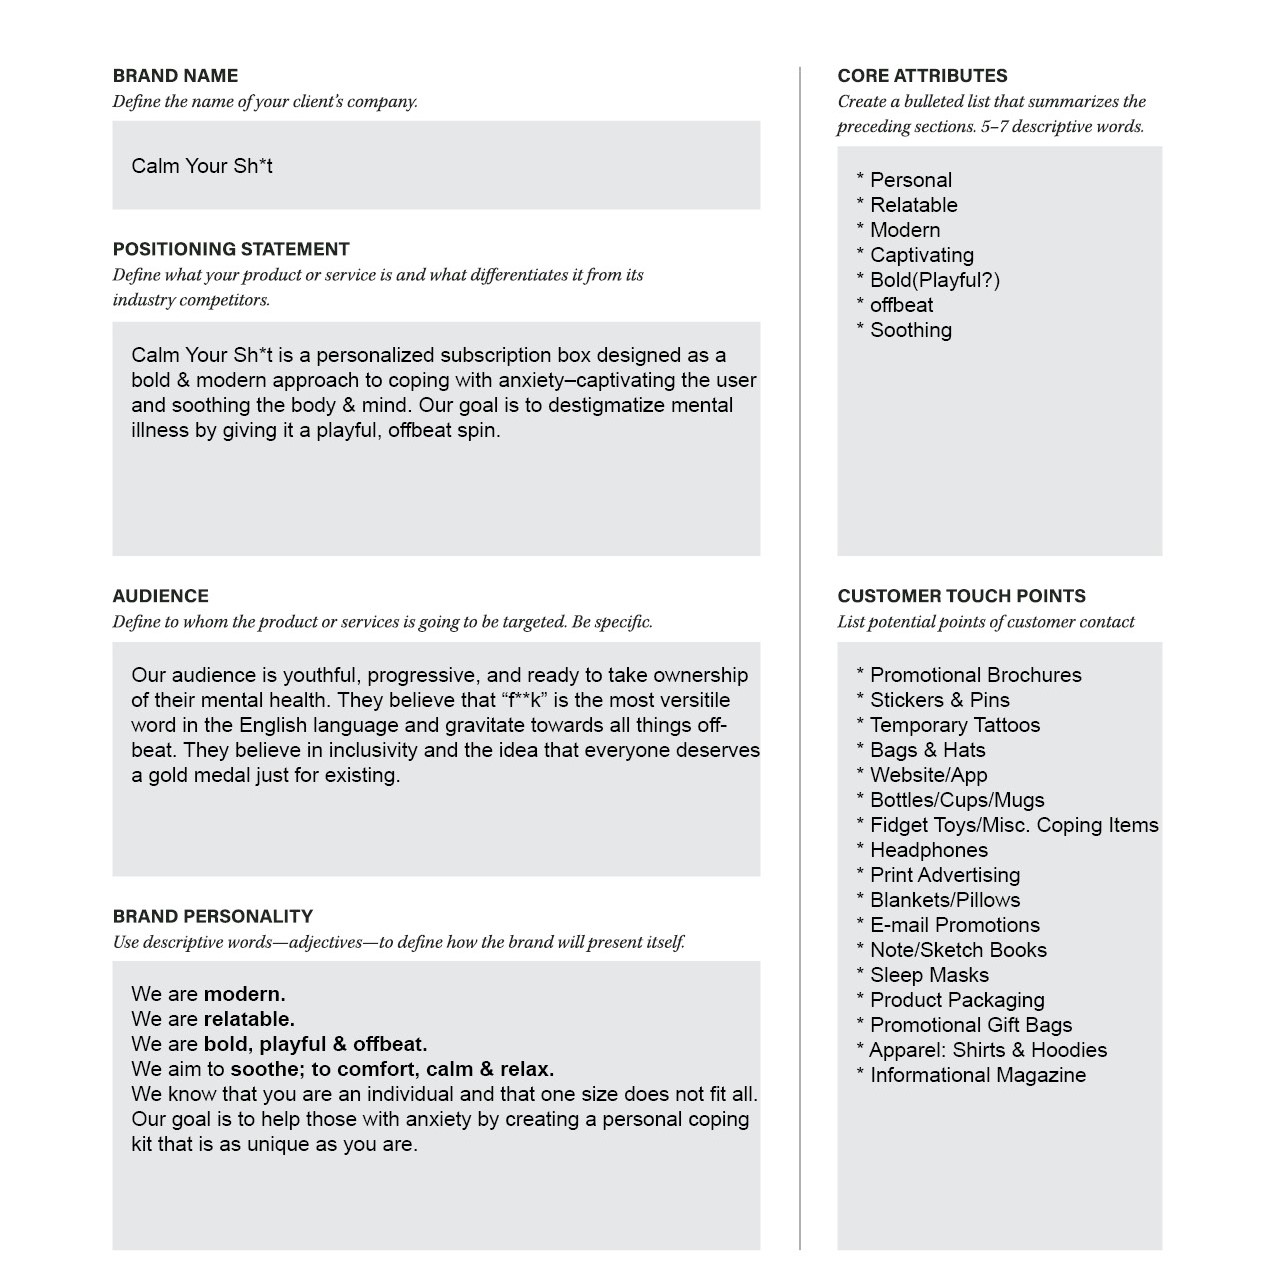 BRAND NAME
Define the name of your client's company.
Calm Your Sh*t
POSITIONING STATEMENT
Define what your product or service is and what differentiates it from its
industry competitors.
Calm Your Sh*t is a personalized subscription box designed as a
bold & modern approach to coping with anxiety–captivating the user
and soothing the body & mind. Our goal is to destigmatize mental
illness by giving it a playful, offbeat spin.
AUDIENCE
Define to whom the product or services is going to be targeted. Be specific.
Our audience is youthful, progressive, and ready to take ownership
of their mental health. They believe that “f**k” is the most versitile
word in the English language and gravitate towards all things off-
beat. They believe in inclusivity and the idea that everyone deserves
a gold medal just for existing.
BRAND PERSONALITY
Use descriptive words—adjectives—to define how the brand will present itself.
We are modern.
We are relatable.
We are bold, playful & offbeat.
We aim to soothe; to comfort, calm & relax.
We know that you are an individual and that one size does not fit all.
Our goal is to help those with anxiety by creating a personal coping
kit that is as unique as you are.
CORE ATTRIBUTES
Create a bulleted list that summarizes the
preceding sections. 5–7 descriptive words.
* Personal
* Relatable
* Modern
* Captivating
* Bold(Playful?)
* offbeat
* Soothing
CUSTOMER TOUCH POINTS
List potential points of customer contact
* Promotional Brochures
* Stickers & Pins
* Temporary Tattoos
* Bags & Hats
* Website/App
* Bottles/Cups/Mugs
* Fidget Toys/Misc. Coping Items
* Headphones
* Print Advertising
* Blankets/Pillows
* E-mail Promotions
* Note/Sketch Books
* Sleep Masks
* Product Packaging
* Promotional Gift Bags
* Apparel: Shirts & Hoodies
* Informational Magazine